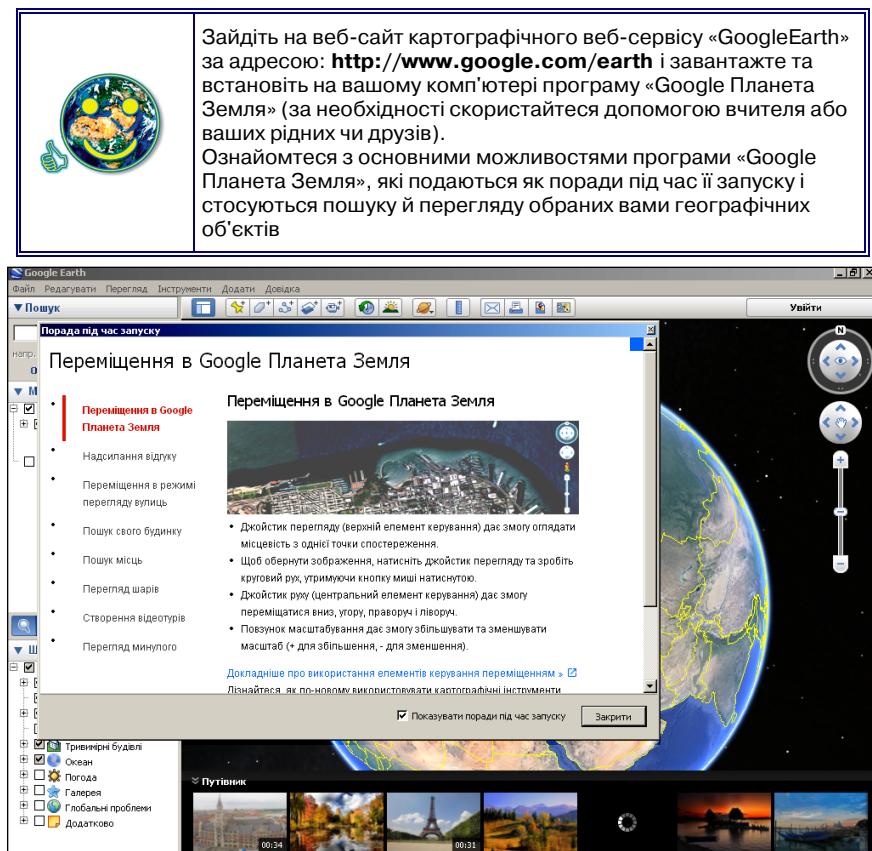 Зайдіть на веб-сайт картографічного веб-сервісу «GoogleEarth»
за адресою: http://www.google.com/earth і завантажте та
встановіть на вашому комп'ютері програму «Google Планета
Земля» (за необхідності скористайтеся допомогою вчителя або
ваших рідних чи друзів).
Ознайомтеся з основними можливостями програми «Google
Планета Земля», які подаються як поради під час її запуску і
стосуються пошуку й перегляду обраних вами географічних
об'єктів
Google Earth
Файл Редагувати Перегляд Інструменти Додати Довідка
Пошук
Увійти
Порада під час запуску
напр.
N
Переміщення в Google Планета Земля
Переміщення в Google
Планета Земля
Надсилання відгуку
Переміщення в режимі
перегляду вулиць
Пошук свого будинку
Пошук місць
Перегляд шарів
Створення відеотурів
Перегляд минулого
Переміщення в Google Планета Земля
• Джойстик перегляду (верхній елемент керування) дає змогу оглядати
місцевість з однієї точки спостереження.
• Щоб обернути зображення, натисніть джойстик перегляду та зробіть
круговий рух, утримуючи кнопку миші натиснутою.
• Джойстик руху (центральний елемент керування) дає змогу
переміщатися вниз, угору, праворуч і ліворуч.
• Повзунок масштабування дає змогу збільшувати та зменшувати
масштаб (+ для збільшення, - для зменшення).
Докладніше про використання елементів керування переміщенням »
Дізнайтеся, як по-новому використовувати картографічні інструменти
Показувати поради під час запуску
Закрити
Тривимірні будівлі
Океан
Погода
Галерея
Глобальні проблеми
Додатково
Путівник
00:34
00:31